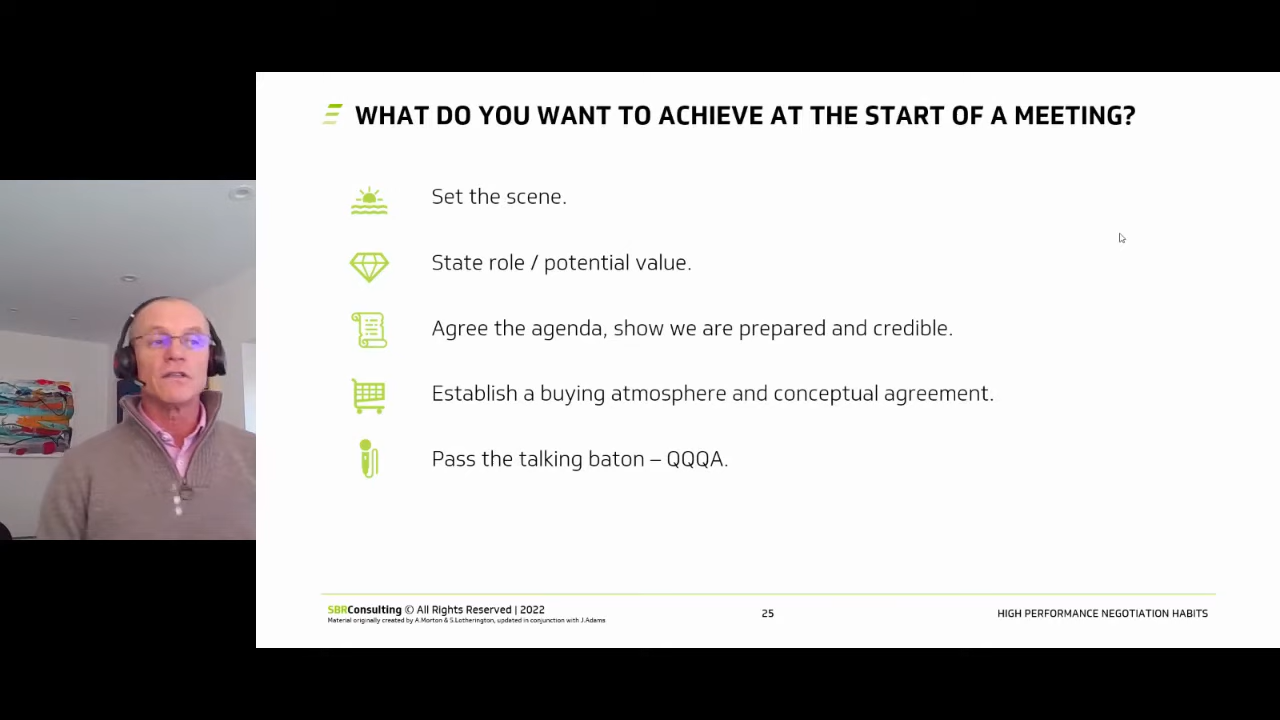 WHAT DO YOU WANT TO ACHIEVE AT THE START OF A MEETING?
Set the scene.
State role / potential value.
Agree the agenda, show we are prepared and credible.
Establish a buying atmosphere and conceptual agreement.
Pass the talking baton – QQQA.
SBRConsulting © All Rights Reserved | 2022
Material originally created by A.Morton & S.Lotherington, updated in conjunction with J.Adams
25
HIGH PERFORMANCE NEGOTIATION HABITS